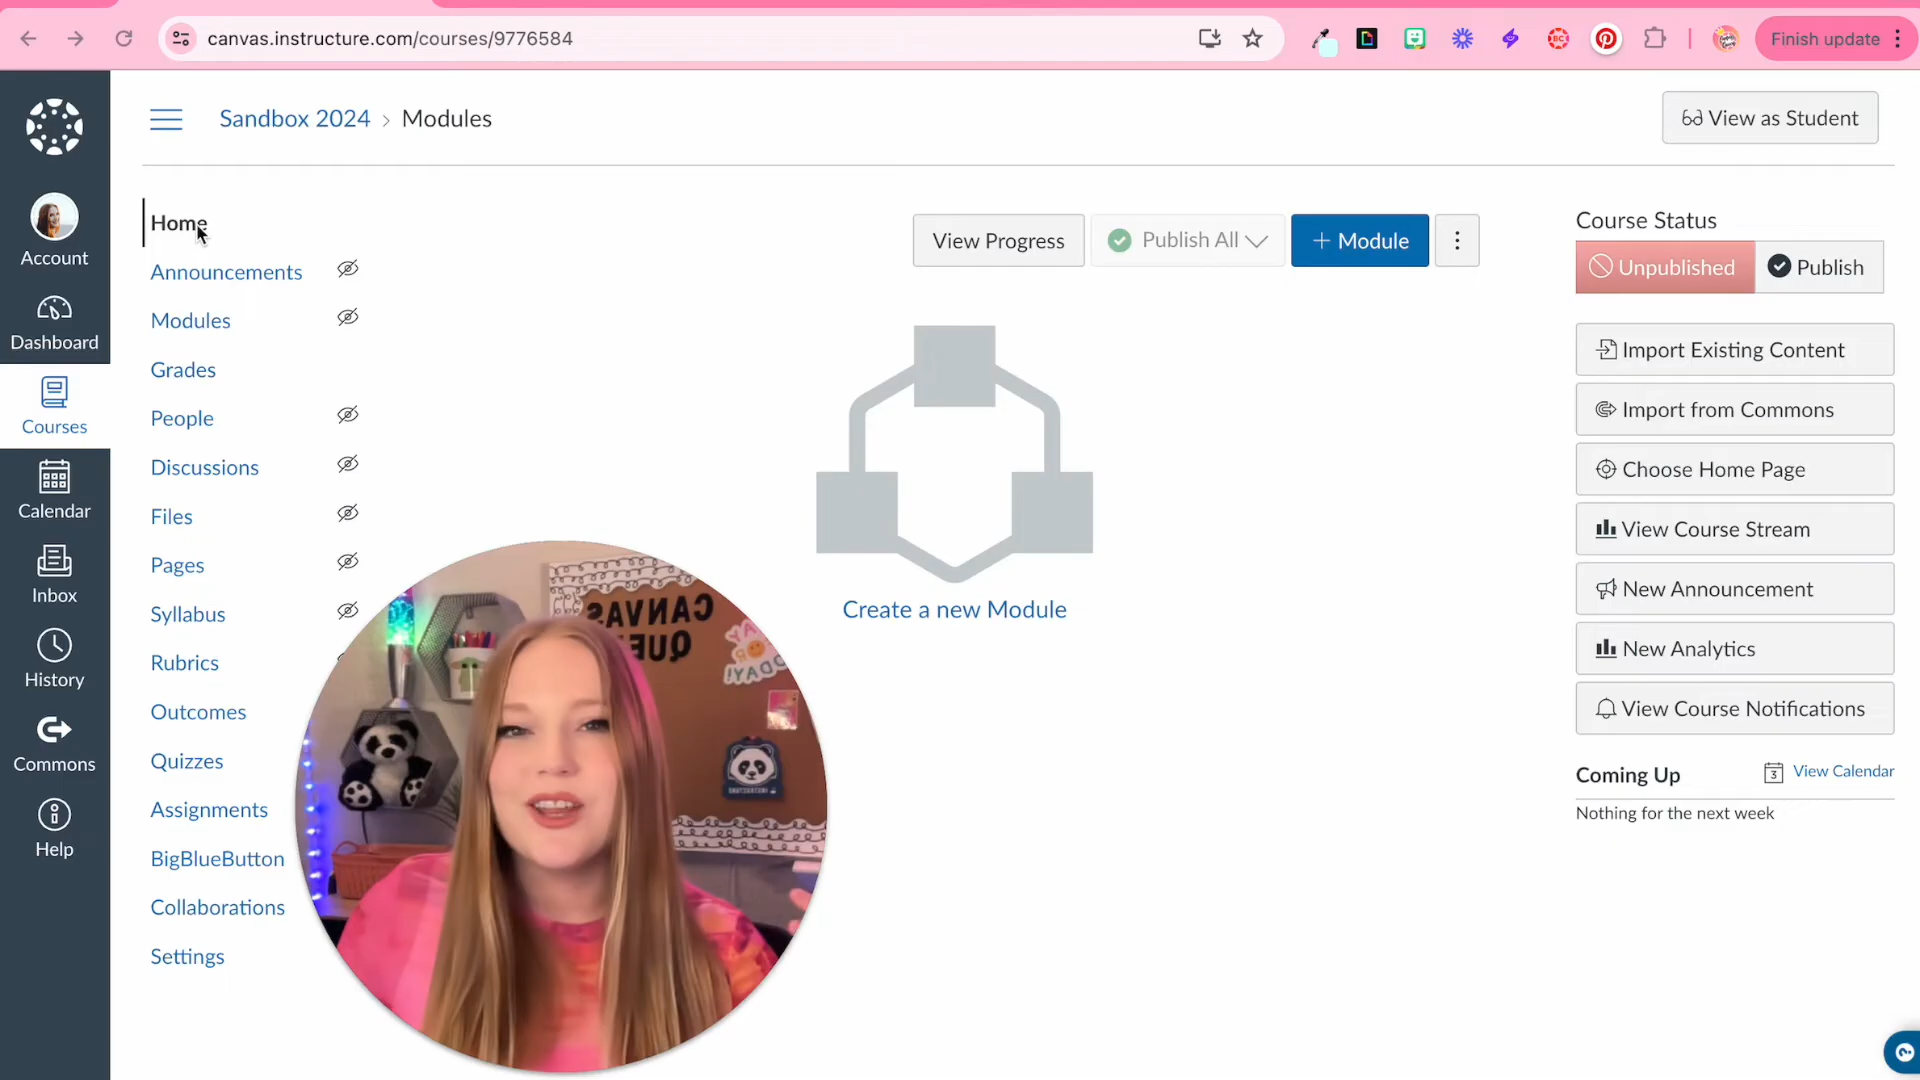 canvas.instructure.com/courses/9776584
Finish update
Sandbox 2024 > Modules
View as Student
Account
Dashboard
Courses
Calendar
Inbox
History
Commons
Help
Home
Announcements
Modules
Grades
People
Discussions
Files
Pages
Syllabus
Rubrics
Outcomes
Quizzes
Assignments
BigBlueButton
Collaborations
Settings
View Progress
Publish All
+ Module
Create a new Module
CANVAS
Course Status
Unpublished
Publish
Import Existing Content
Import from Commons
Choose Home Page
View Course Stream
New Announcement
New Analytics
View Course Notifications
Coming Up
3
View Calendar
Nothing for the next week